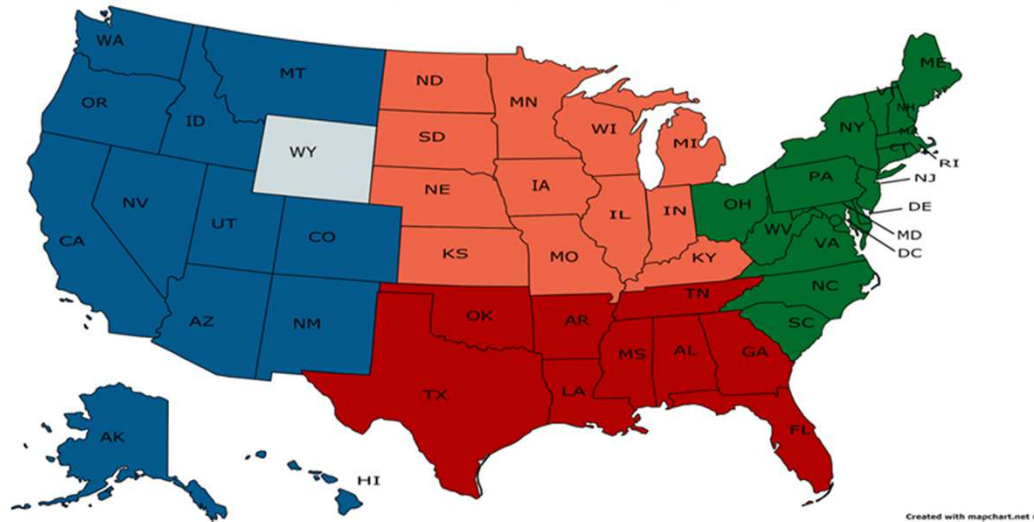 WA
MT
ND
MN
ME
VT
NH
OR
ID
WI
NY
MA
SD
MI
CT
RI
WY
PA
NJ
NE
IA
OH
DE
NV
IL
IN
WV
MD
UT
VA
DC
CA
CO
KS
MO
KY
NC
TN
AZ
NM
OK
AR
SC
MS
AL
GA
TX
LA
FL
AK
HI
Created with mapchart.net